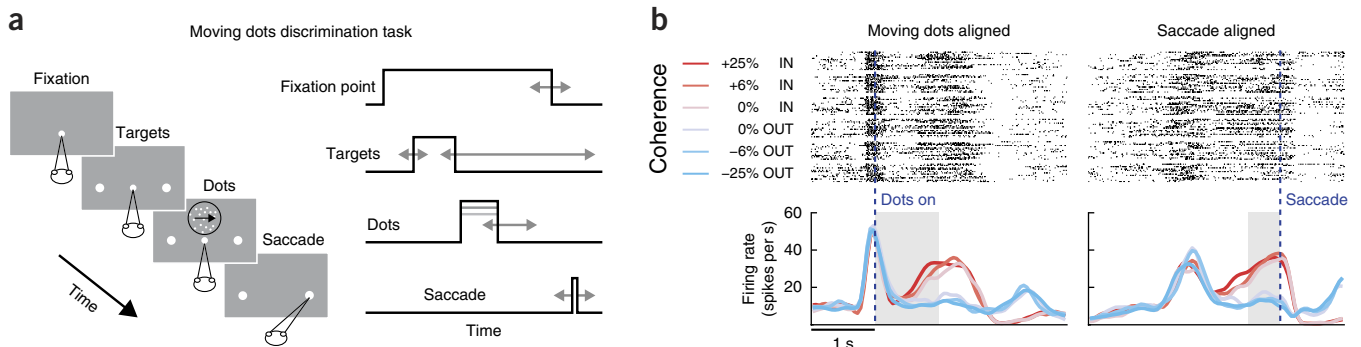 a
Moving dots discrimination task
Fixation
Targets
Dots
Saccade
Time
Fixation point
Targets
Dots
Saccade
Time
b
Moving dots aligned
Saccade aligned
Coherence
+25% IN
+6% IN
0% IN
0% OUT
–6% OUT
–25% OUT
Dots on
Saccade
Firing rate
(spikes per s)
60
40
20
1 s